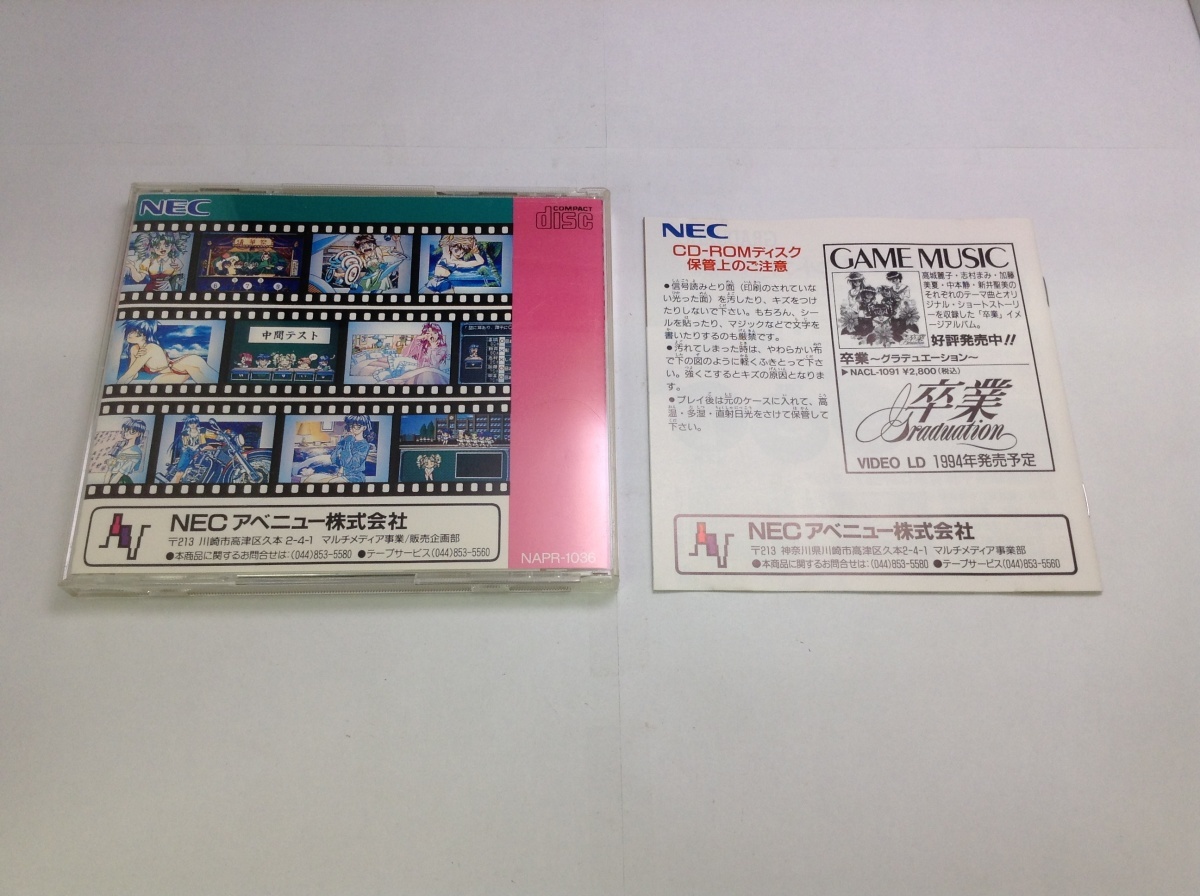 NEC
COMPACT
disc
中間テスト
NEC アベニュー株式会社
〒213 川崎市高津区久本 2-4-1 マルチメディア事業/販売企画部
●本商品に関するお問合せは:(044)853-5580 ●テープサービス(044)853-5560
NAPR-1036
NEC
CD-ROMディスク
保管上のご注意
●信号読みとり面(印刷されていな
い光った面)を汚したり、キズをつけ
たりしないで下さい。もちろん、シー
ルを貼ったり、マジックなどで文字を
書いたりするのも厳禁です。
●汚れてしまった時は、やわらかい布
で下の図のように軽くふきとって下さ
い。強くこするとキズの原因となりま
す。
●プレイ後は元のケースに入れて、高
温・多湿・直射日光をさけて保管して
下さい。
GAME MUSIC
高城麗子・志村まみ・加藤
美夏・中本静・新井聖美の
それぞれのテーマ曲とオリ
ジナル・ショートストーリ
ーを収録した「卒業」イメ
ージアルバム。
好評発売中!!
卒業～グラデュエーション～
▶NACL-1091 ¥2,800(税込)
卒業
Graduation
VIDEO LD 1994年発売予定
NEC アベニュー株式会社
〒213 神奈川県川崎市高津区久本2-4-1 マルチメディア事業部
●本商品に関するお問合せは:(044)853-5580 ●テープサービス(044)853-5560